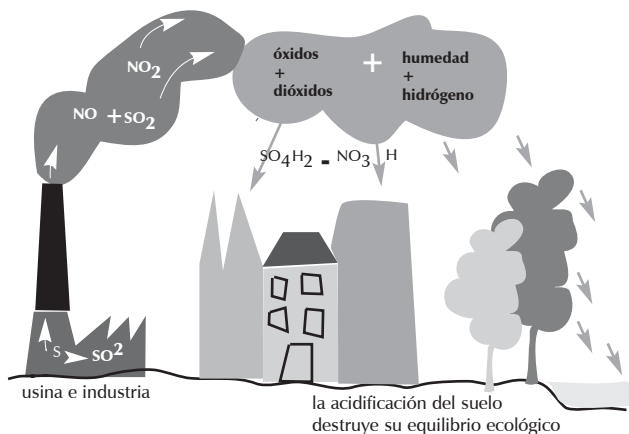 NO₂
NO + SO₂
óxidos
+
dióxidos
+
humedad
+
hidrógeno
SO₄H₂ - NO₃ H
S SO²
usina e industria
la acidificación del suelo
destruye su equilibrio ecológico